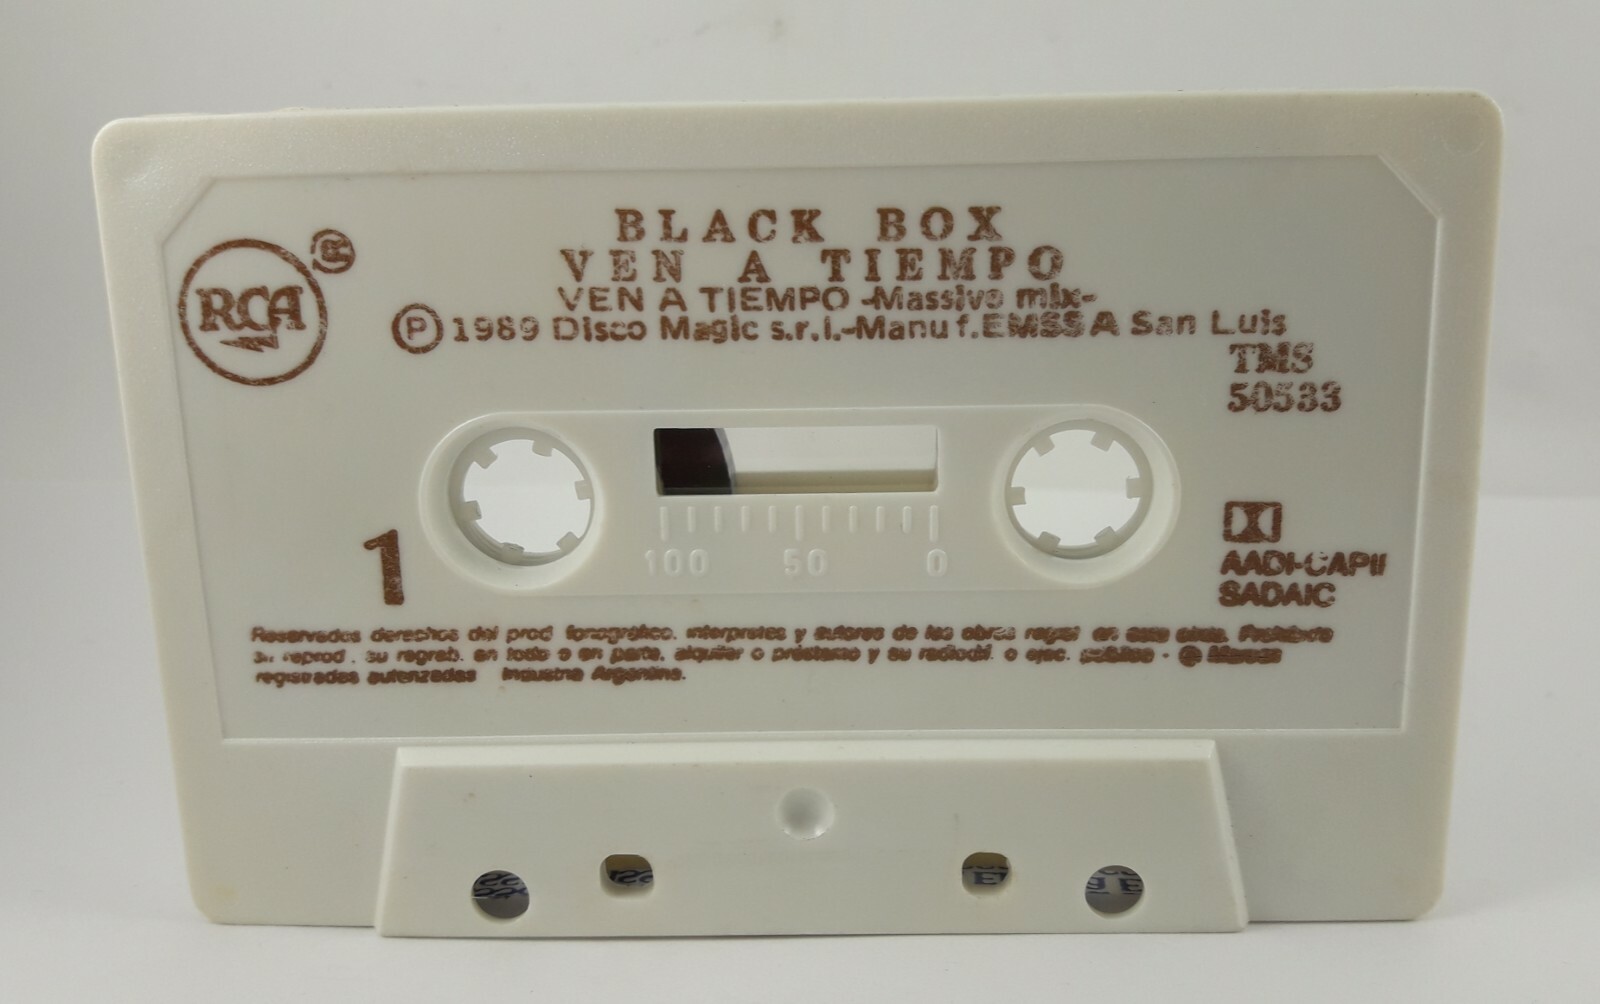 BLACK BOX
VEN A TIEMPO
VEN A TIEMPO -Massive mix-
Ⓟ 1989 Disco Magic s.r.l.-Manuf. EMSSA San Luis
RCA ®
TMS
50533
100 50 0
1
AADI-CAPIF
SADAIC
Reservados derechos del prod fonográfico, intérpretes y autores de las obras reprod en esta cinta. Prohibida
su reprod., su regrab. en todo o en parte, alquiler o préstamo y su radiodif. o ejec. pública - Marcas
registradas autorizadas Industria Argentina.